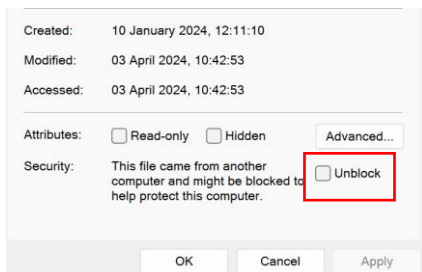 Created: 10 January 2024, 12:11:10
Modified: 03 April 2024, 10:42:53
Accessed: 03 April 2024, 10:42:53
Attributes: Read-only Hidden Advanced...
Security: This file came from another
computer and might be blocked to
help protect this computer.
Unblock
OK Cancel Apply